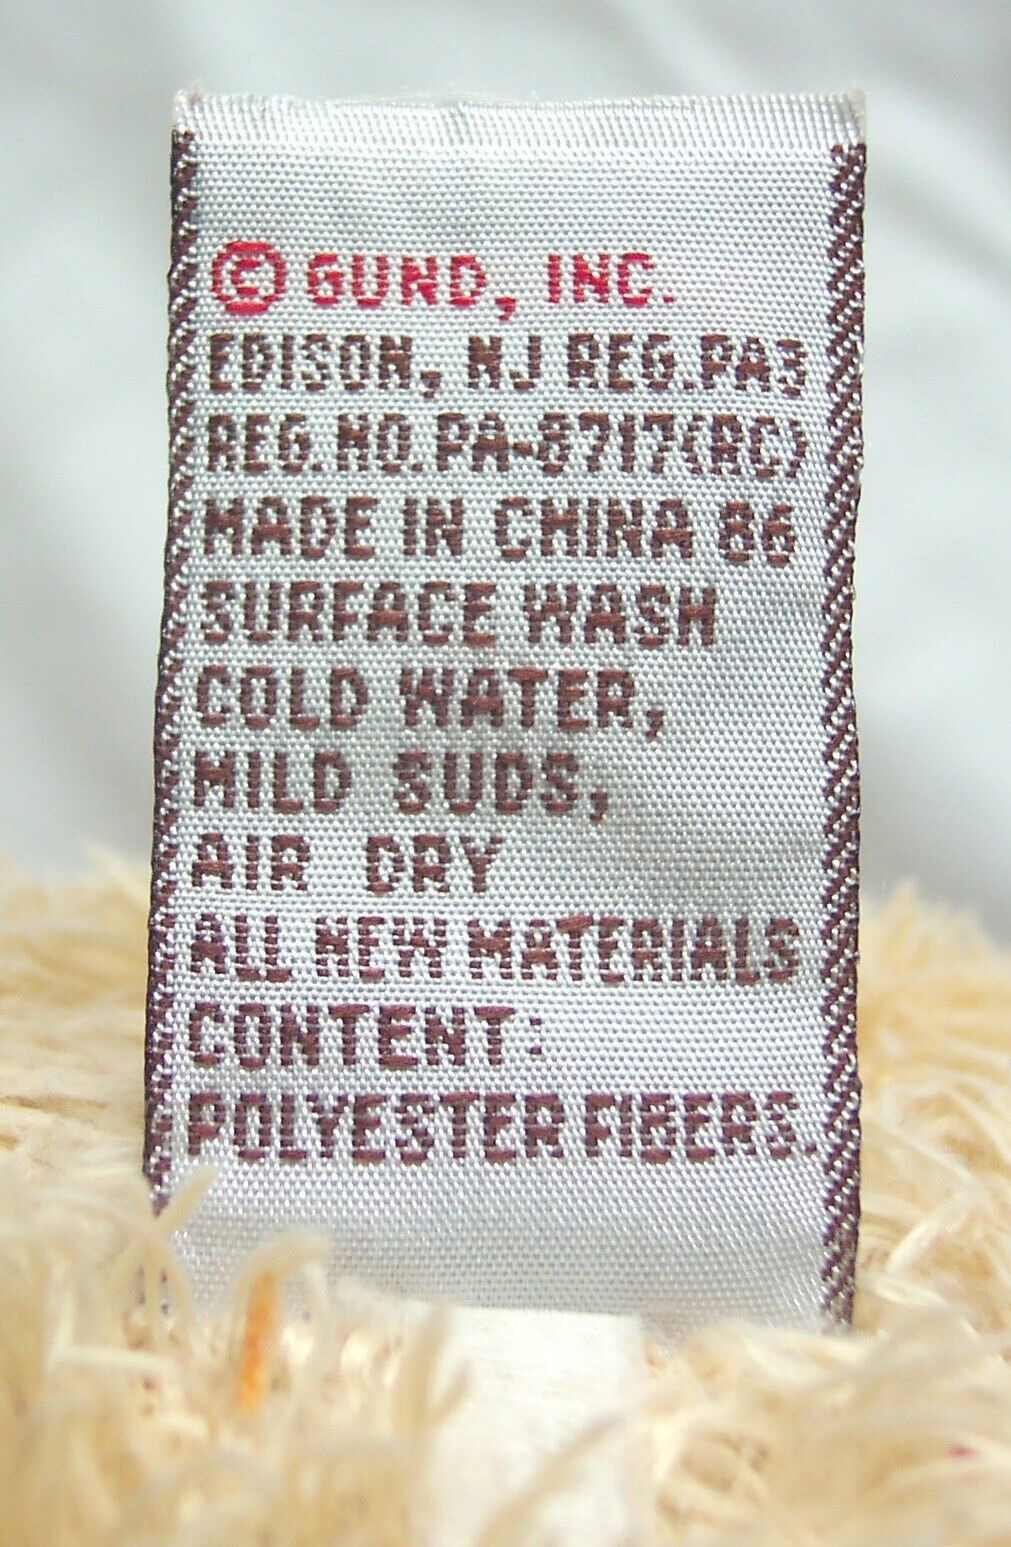 © GUND, INC.
EDISON, NJ REG.PA3
REG.NO.PA-8717(RC)
MADE IN CHINA 86
SURFACE WASH
COLD WATER,
MILD SUDS,
AIR DRY
ALL NEW MATERIALS
CONTENT:
POLYESTER FIBERS.